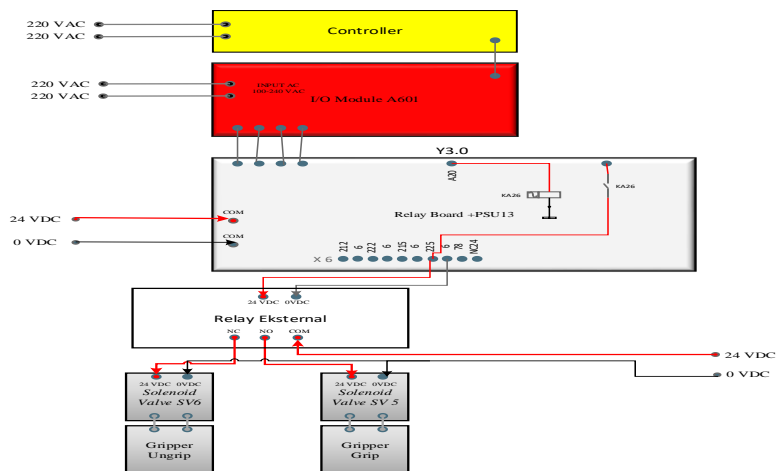 220 VAC
220 VAC
Controller
220 VAC
220 VAC
INPUT AC
100-240 VAC
I/O Module A601
Y3.0
A20
KA26
KA26
Relay Board +PSU13
COM
24 VDC
COM
0 VDC
X6
212
6
222
6
215
6
225
6
78
NC24
24 VDC
0VDC
Relay Eksternal
NC
NO
COM
24 VDC
0 VDC
24 VDC
0VDC
Solenoid
Valve SV6
24 VDC
0VDC
Solenoid
Valve SV 5
Gripper
Ungrip
Gripper
Grip